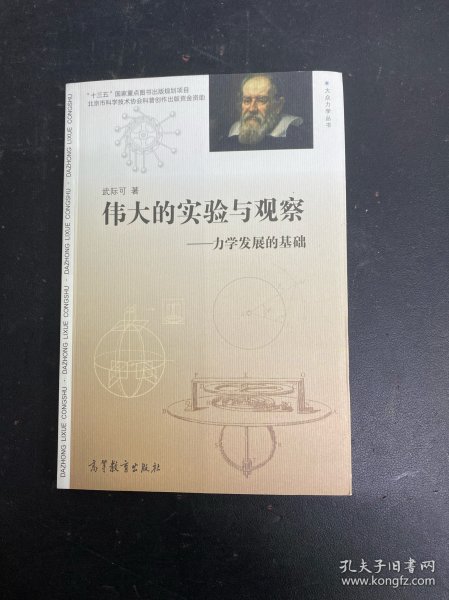 "十三五"国家重点图书出版规划项目
北京市科学技术协会科普创作出版资金资助
大众力学丛书
武际可 著
伟大的实验与观察
——力学发展的基础
DAZHONG LIXUE CONGSHU · DAZHONG LIXUE CONGSHU · DAZHONG LIXUE CONGSHU · DAZHONG LIXUE CONGSHU
高等教育出版社
孔夫子旧书网
www.kongfz.com